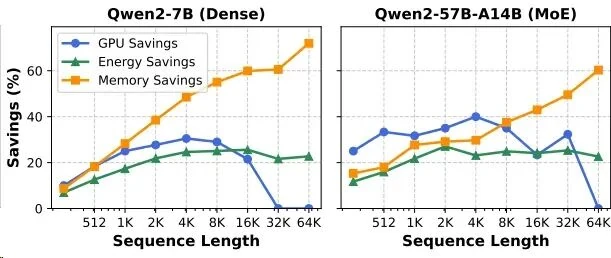 Qwen2-7B (Dense)
GPU Savings
Energy Savings
Memory Savings
Savings (%)
60
40
20
0
512 1K 2K 4K 8K 16K 32K 64K
Sequence Length
Qwen2-57B-A14B (MoE)
512 1K 2K 4K 8K 16K 32K 64K
Sequence Length